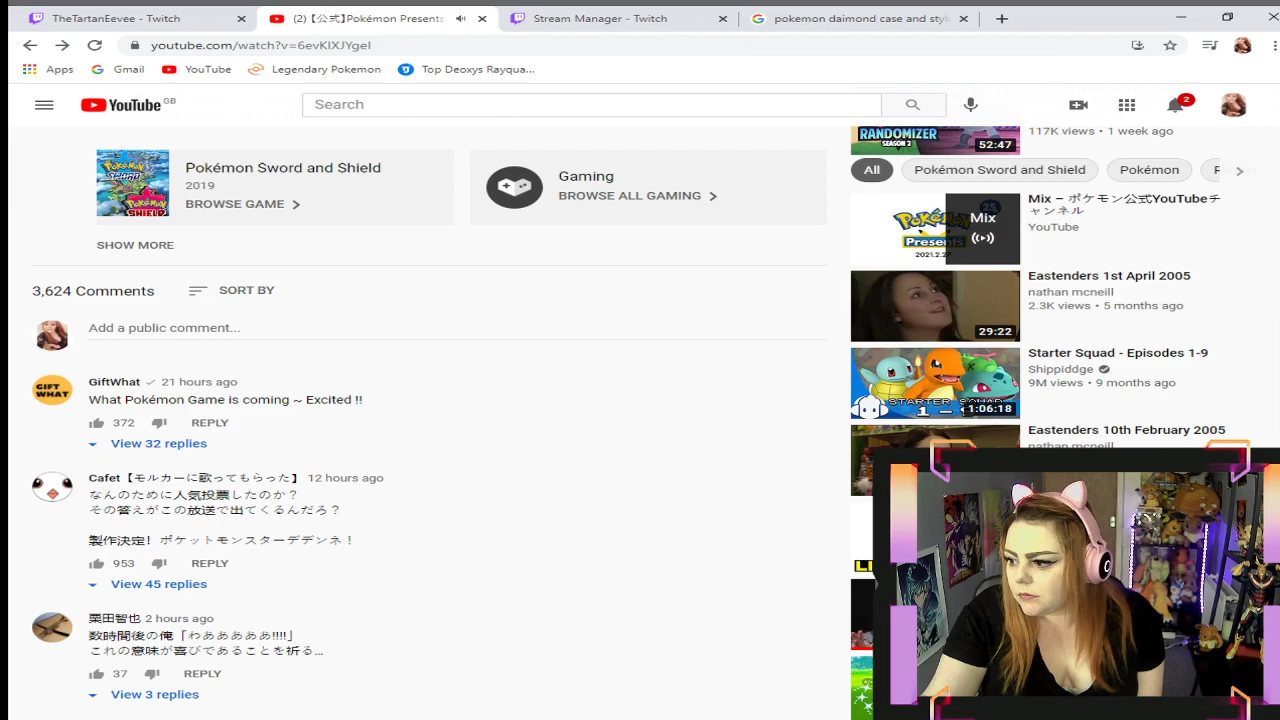 TheTartanEevee - Twitch
(2) 【公式】Pokémon Presents
Stream Manager - Twitch
pokemon daimond case and styl
youtube.com/watch?v=6evKIXJYgeI
Apps
Gmail
YouTube
Legendary Pokemon
Top Deoxys Rayqua...
YouTube GB
Search
2
RANDOMIZER
SEASON 2
52:47
117K views • 1 week ago
Pokémon Sword and Shield
2019
BROWSE GAME
Gaming
BROWSE ALL GAMING
SHOW MORE
All
Pokémon Sword and Shield
Pokémon
Pokémon
Presents
2021.2.27
25
Mix
Mix – ポケモン公式YouTubeチ
ャンネル
YouTube
3,624 Comments
SORT BY
Add a public comment...
29:22
Eastenders 1st April 2005
nathan mcneill
2.3K views • 5 months ago
STARTER SQUAD
1:06:18
Starter Squad - Episodes 1-9
Shippiddge
9M views • 9 months ago
Eastenders 10th February 2005
nathan mcneill
GIFT
WHAT
GiftWhat
21 hours ago
What Pokémon Game is coming ~ Excited !!
372
REPLY
View 32 replies
Cafet【モルカーに歌ってもらった】 12 hours ago
なんのために人気投票したのか？
その答えがこの放送で出てくるんだろ？
製作決定！ポケットモンスターデデンネ！
953
REPLY
View 45 replies
栗田智也 2 hours ago
数時間後の俺「わあああああ!!!!」
これの意味が喜びであることを祈る...
37
REPLY
View 3 replies